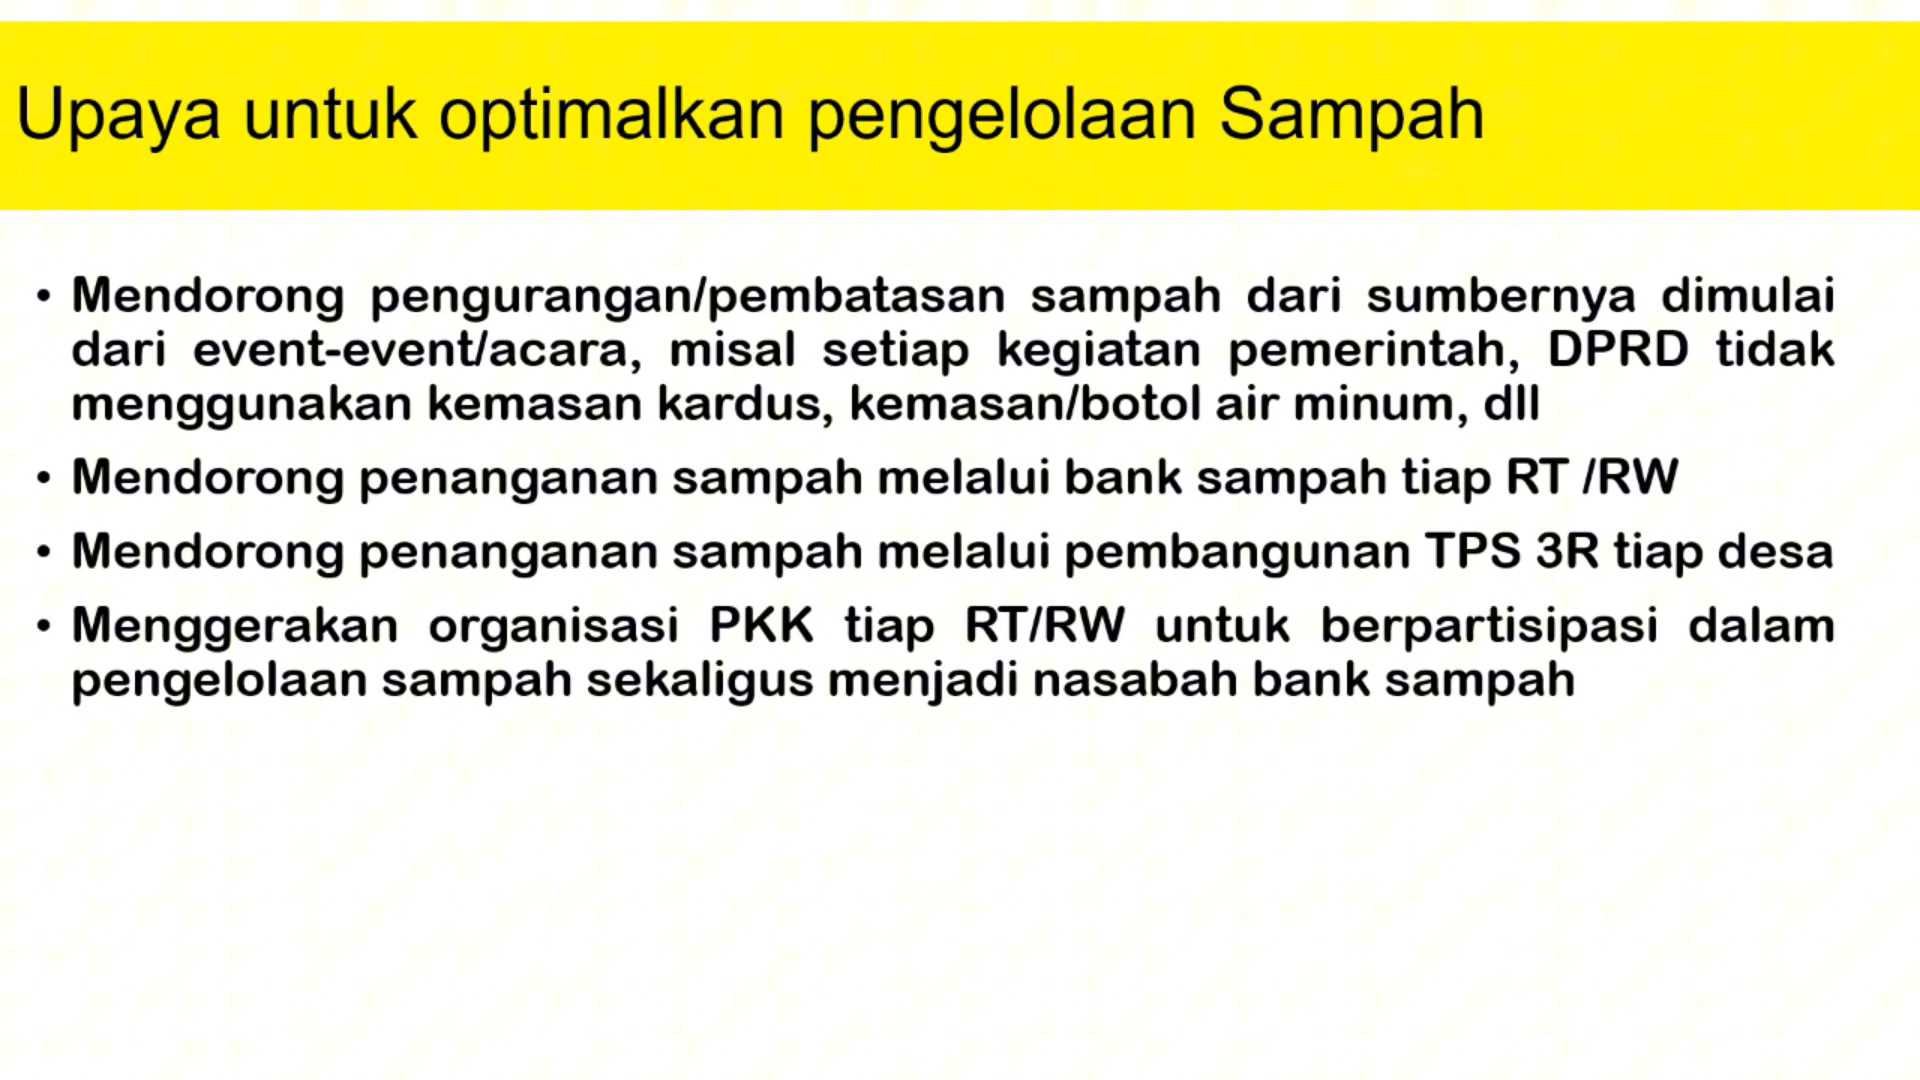 Upaya untuk optimalkan pengelolaan Sampah
• Mendorong pengurangan/pembatasan sampah dari sumbernya dimulai
dari event-event/acara, misal setiap kegiatan pemerintah, DPRD tidak
menggunakan kemasan kardus, kemasan/botol air minum, dll
• Mendorong penanganan sampah melalui bank sampah tiap RT /RW
• Mendorong penanganan sampah melalui pembangunan TPS 3R tiap desa
• Menggerakan organisasi PKK tiap RT/RW untuk berpartisipasi dalam
pengelolaan sampah sekaligus menjadi nasabah bank sampah